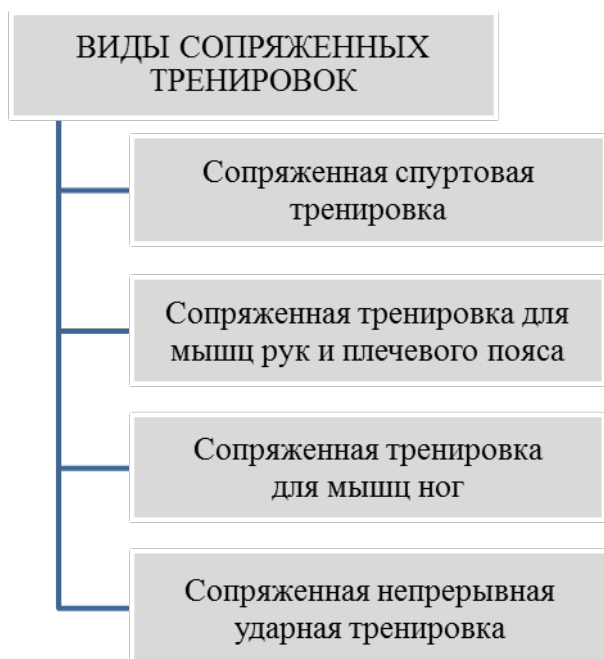 ВИДЫ СОПРЯЖЕННЫХ
ТРЕНИРОВОК
Сопряженная спуртовая
тренировка
Сопряженная тренировка для
мышц рук и плечевого пояса
Сопряженная тренировка
для мышц ног
Сопряженная непрерывная
ударная тренировка